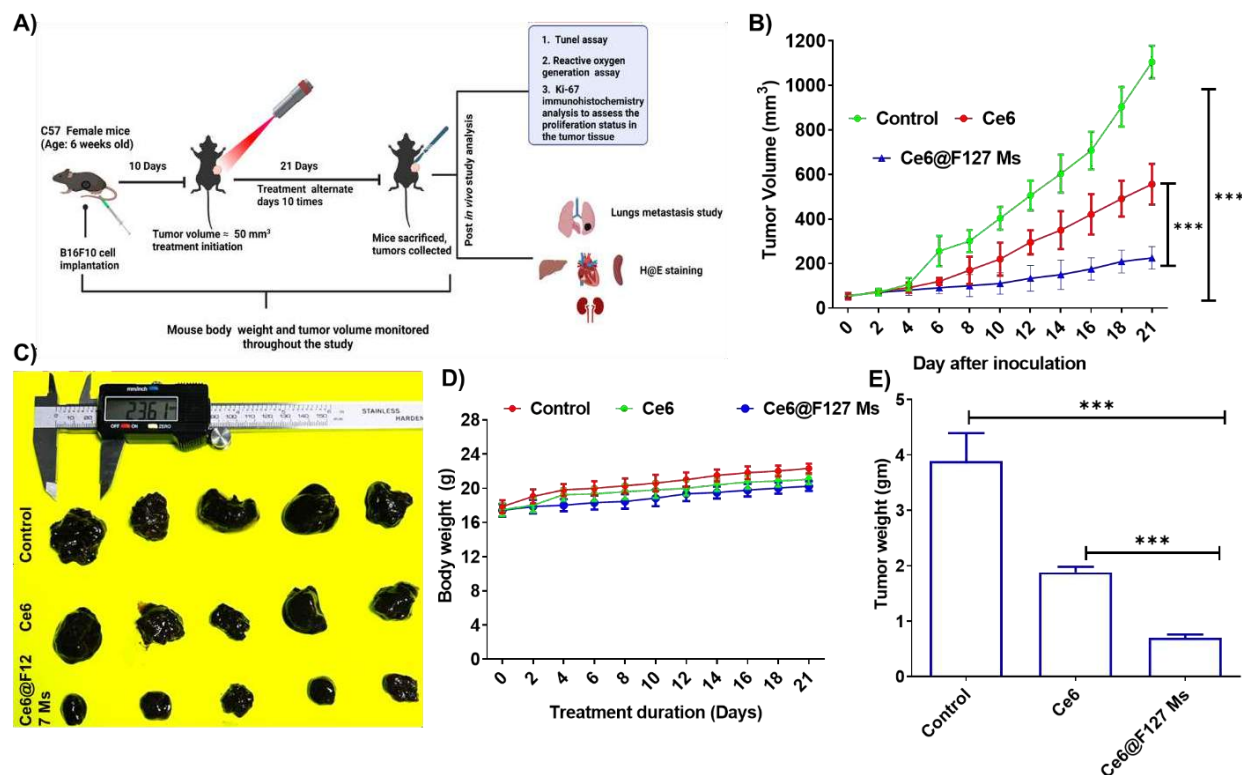 A)
C57 Female mice
(Age: 6 weeks old)
10 Days
B16F10 cell
implantation
Tumor volume ≈ 50 mm³
treatment initiation
21 Days
Treatment alternate
days 10 times
Mice sacrificed,
tumors collected
Post in vivo study analysis
1. Tunel assay
2. Reactive oxygen
generation assay
3. Ki-67
immunohistochemistry
analysis to assess the
proliferation status in
the tumor tissue
Lungs metastasis study
H@E staining
Mouse body weight and tumor volume monitored
throughout the study
B)
Tumor Volume (mm³)
1200
1000
800
600
400
200
0
Control
Ce6
Ce6@F127 Ms
***
***
0 2 4 6 8 10 12 14 16 18 21
Day after inoculation
C)
mm/inch
23.61
OFF ON
ZERO
STAINLESS
HARDEN
Control
Ce6
Ce6@F12
7 Ms
D)
Control
Ce6
Ce6@F127 Ms
Body weight (g)
28
24
20
16
12
8
4
0
0 2 4 6 8 10 12 14 16 18 21
Treatment duration (Days)
E)
Tumor weight (gm)
5
4
3
2
1
0
***
***
Control
Ce6
Ce6@F127 Ms